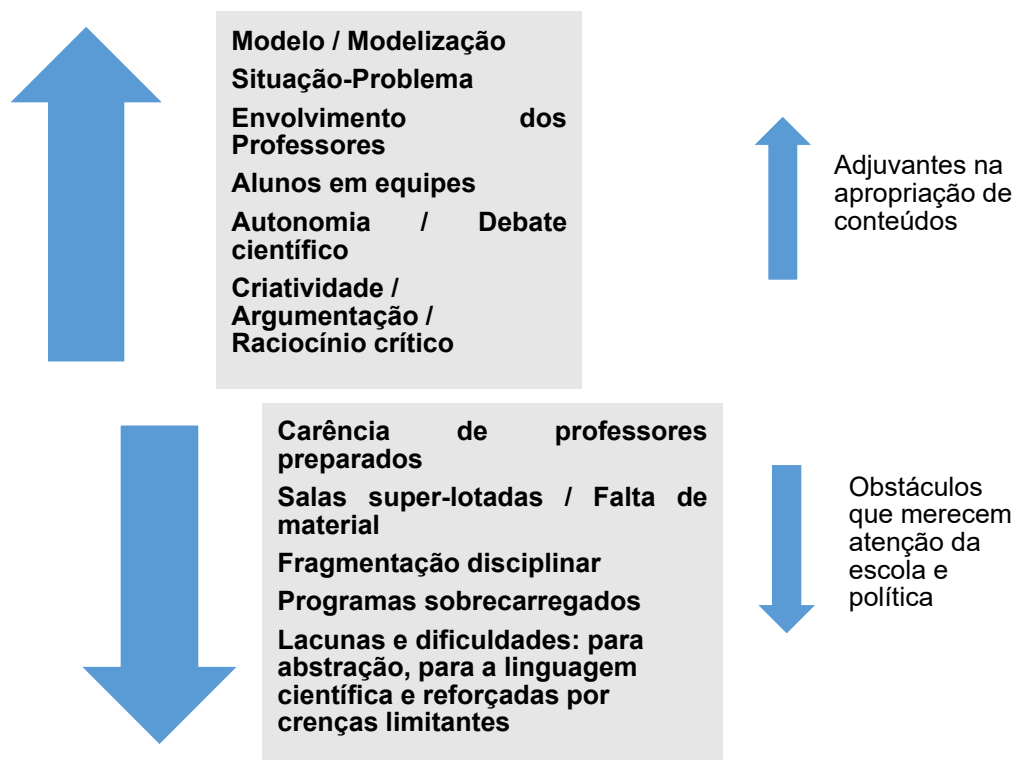 Modelo / Modelização
Situação-Problema
Envolvimento dos
Professores
Alunos em equipes
Autonomia / Debate
científico
Criatividade /
Argumentação /
Raciocínio crítico
Adjuvantes na
apropriação de
conteúdos
Carência de professores
preparados
Salas super-lotadas / Falta de
material
Fragmentação disciplinar
Programas sobrecarregados
Lacunas e dificuldades: para
abstração, para a linguagem
científica e reforçadas por
crenças limitantes
Obstáculos
que merecem
atenção da
escola e
política